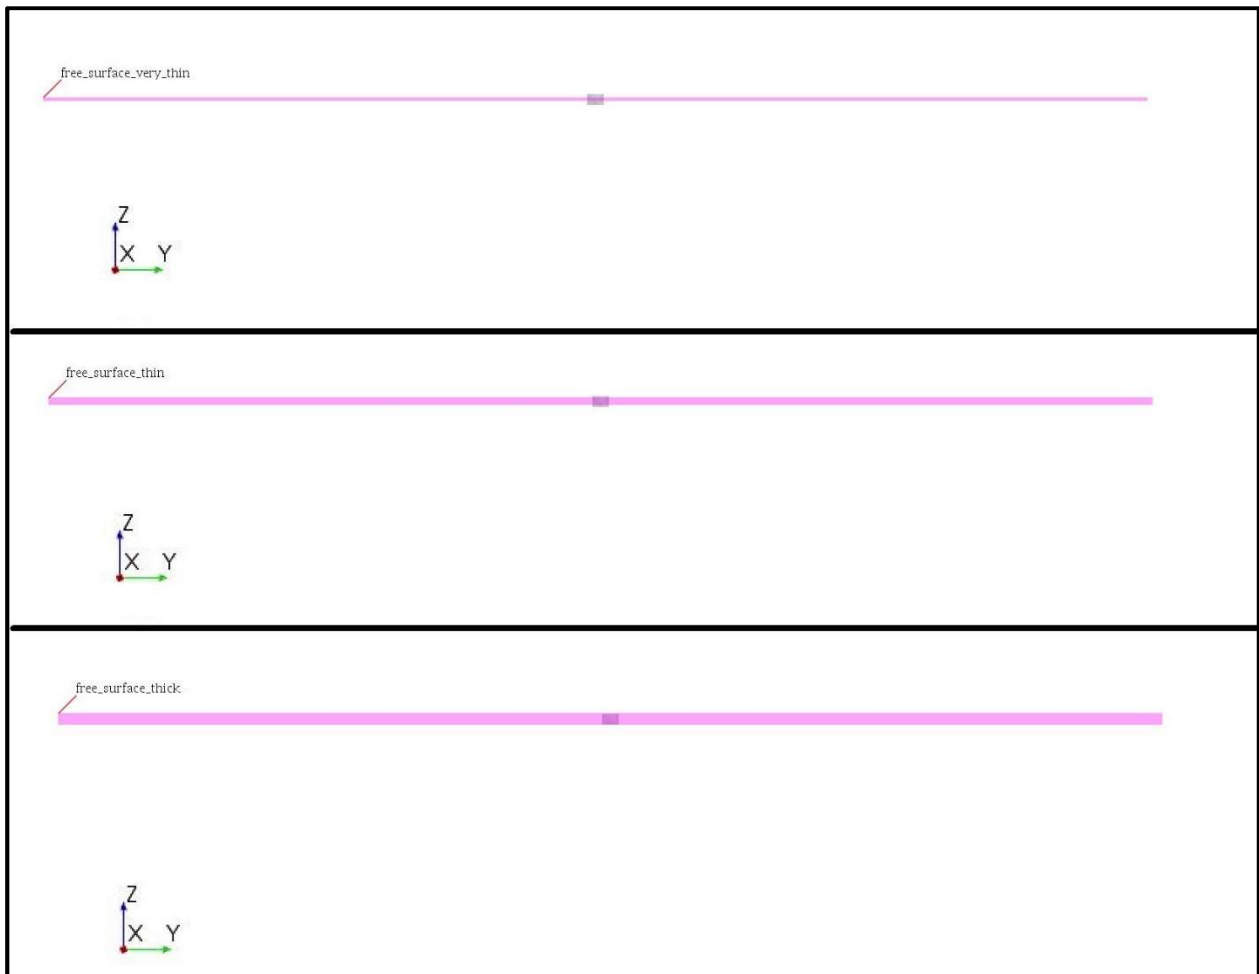 free_surface_very_thin
Z
X Y
free_surface_thin
Z
X Y
free_surface_thick
Z
X Y